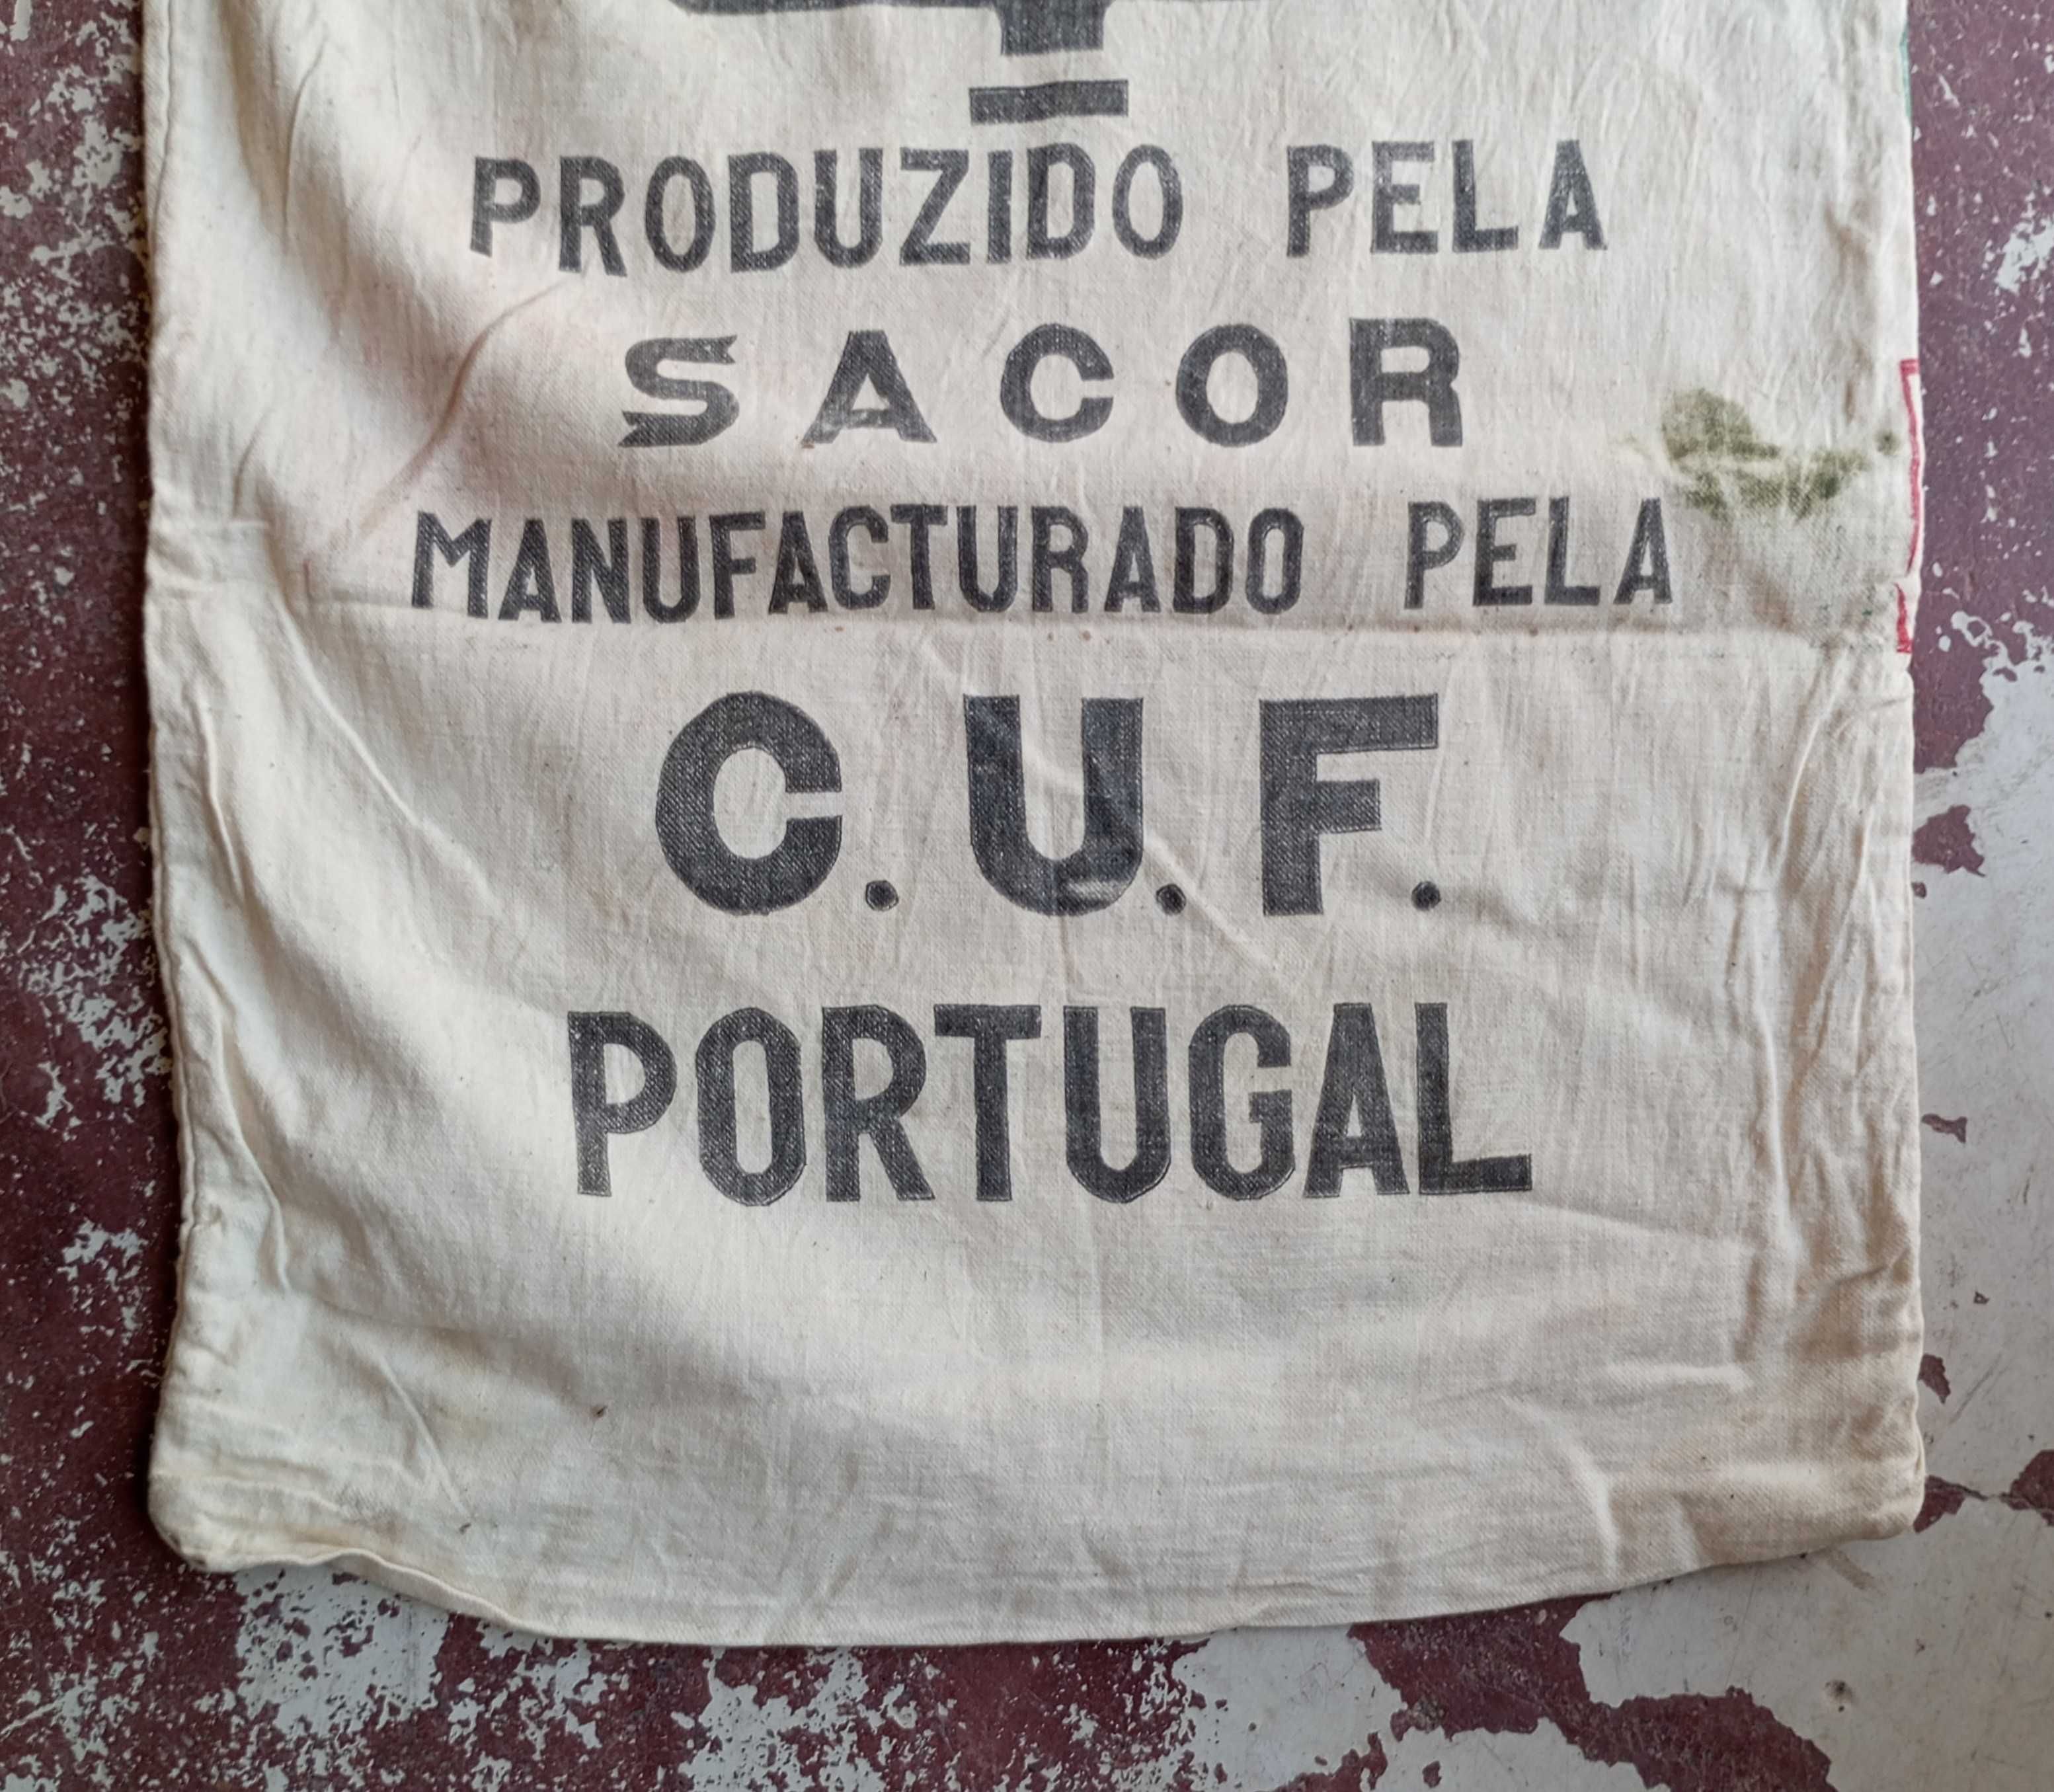 PRODUZIDO PELA
SACOR
MANUFACTURADO PELA
C.U.F.
PORTUGAL